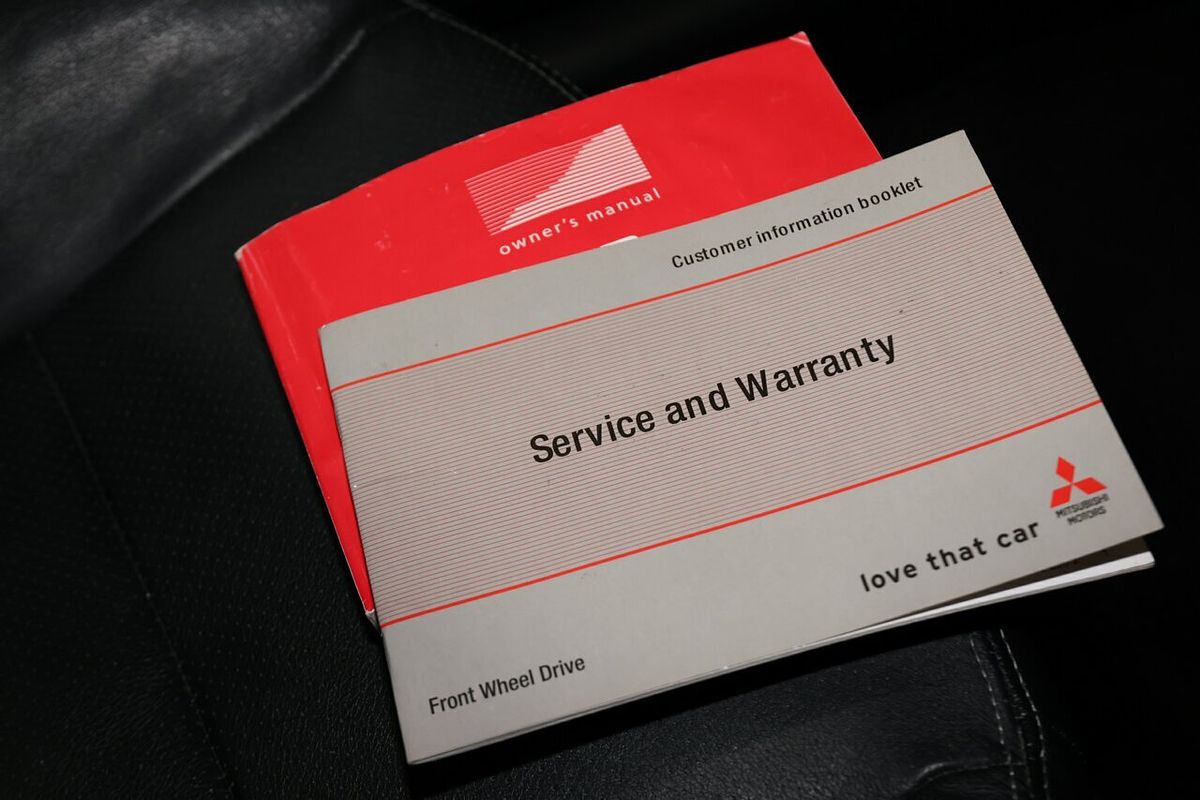 owner's manual
Customer information booklet
Service and Warranty
MITSUBISHI
MOTORS
love that car
Front Wheel Drive